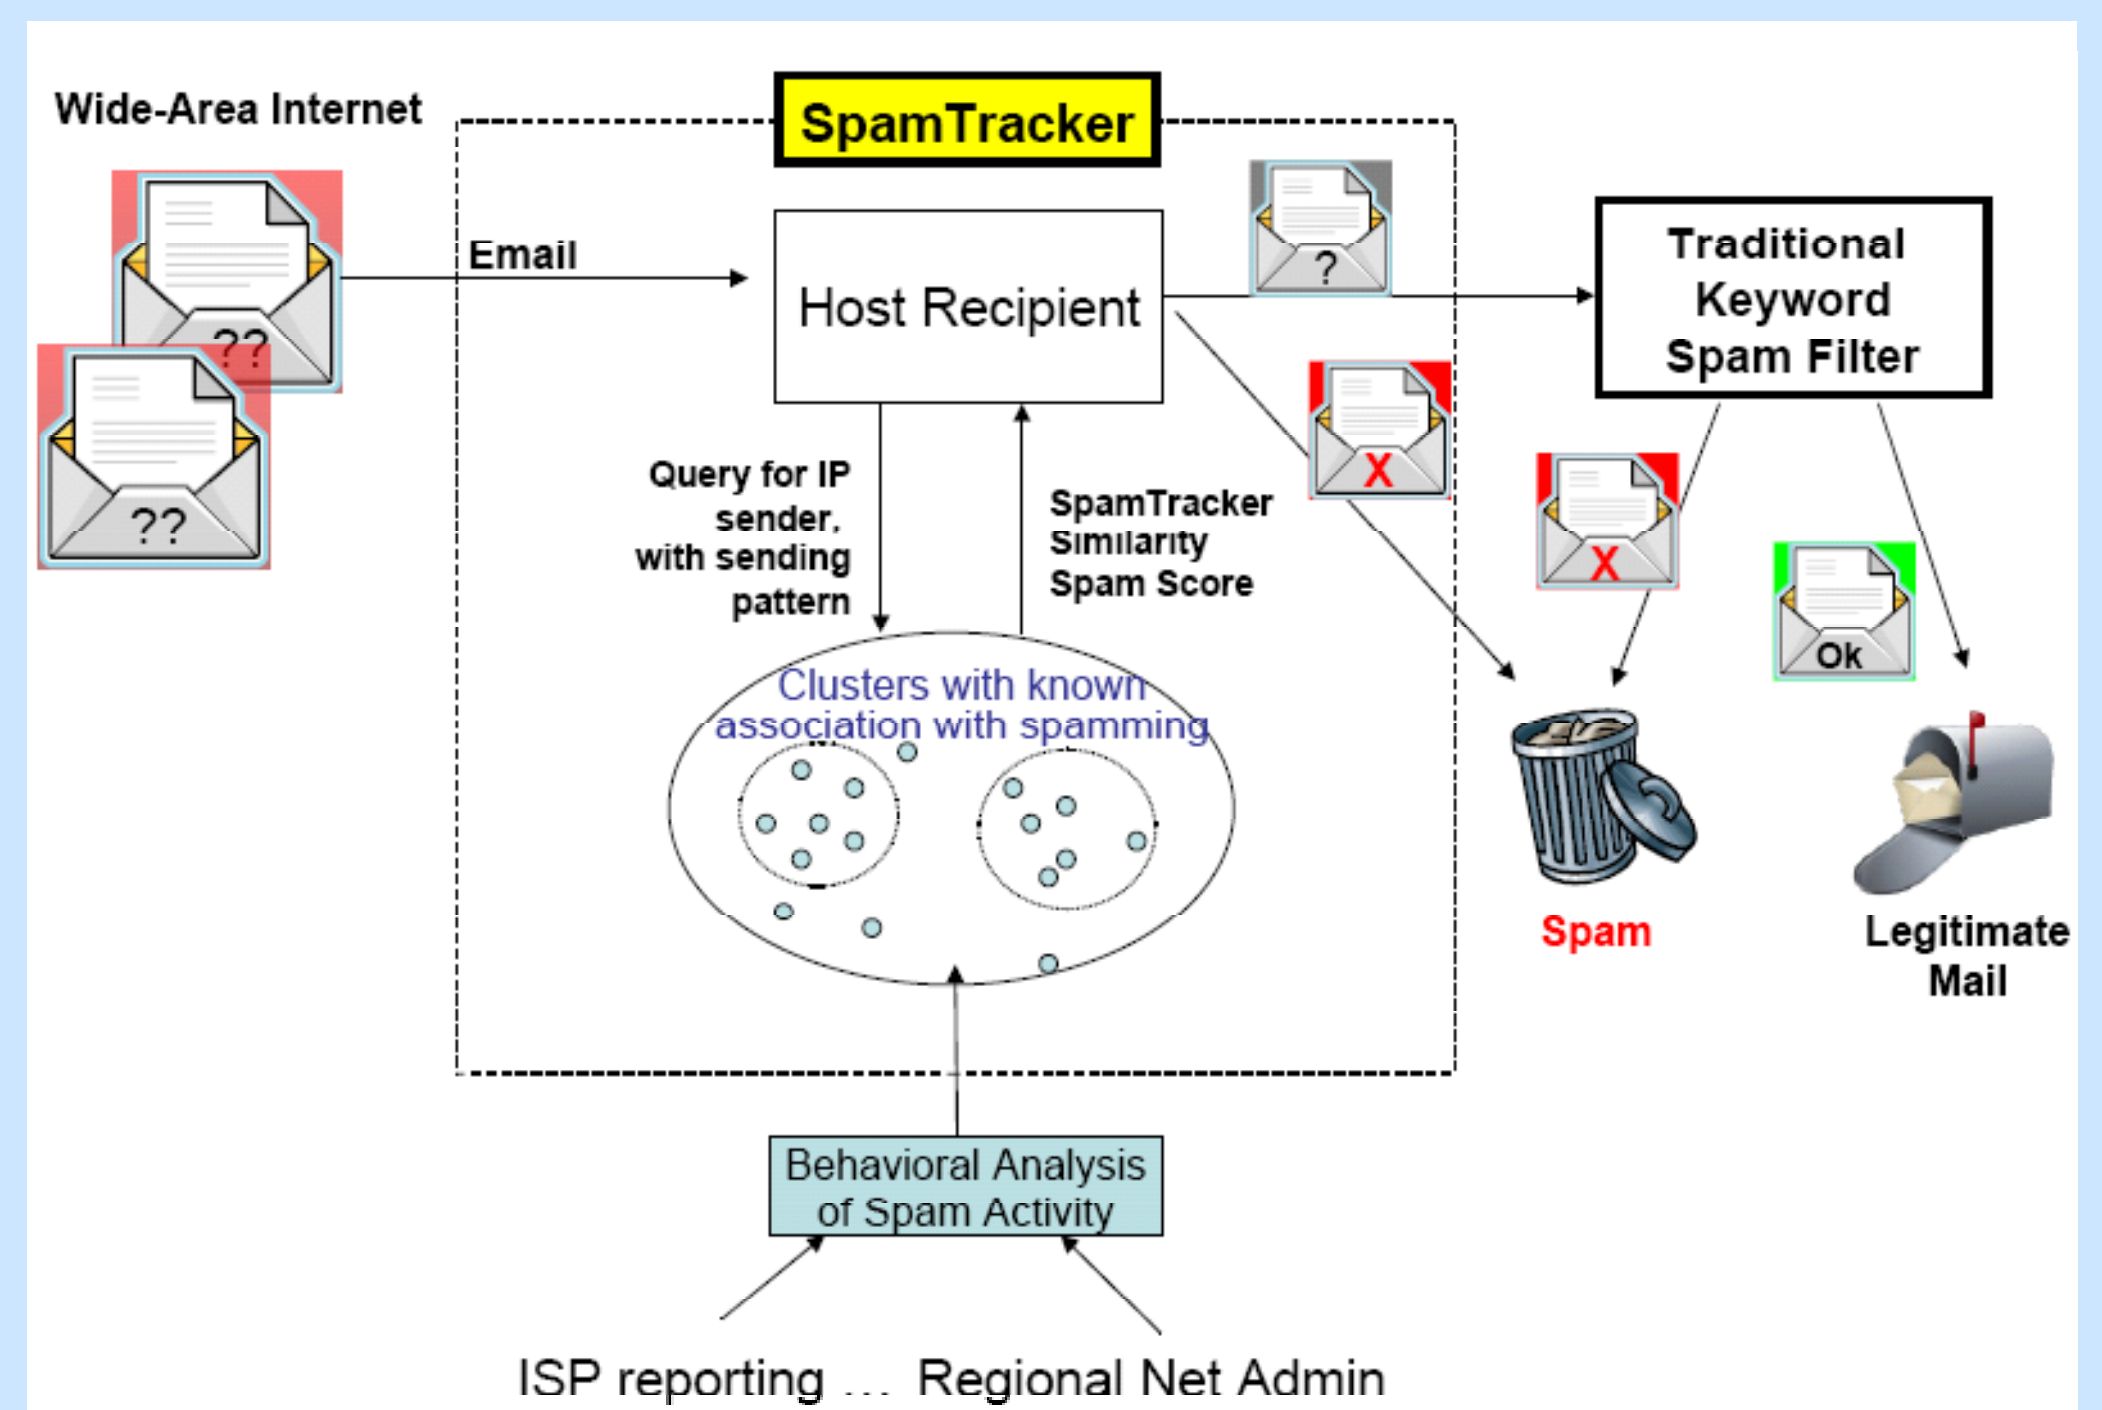 Wide-Area Internet
SpamTracker
Email
??
??
Host Recipient
?
Traditional
Keyword
Spam Filter
X
X
Ok
Query for IP
sender,
with sending
pattern
SpamTracker
Similarity
Spam Score
Clusters with known
association with spamming
Spam
Legitimate
Mail
Behavioral Analysis
of Spam Activity
ISP reporting ... Regional Net Admin